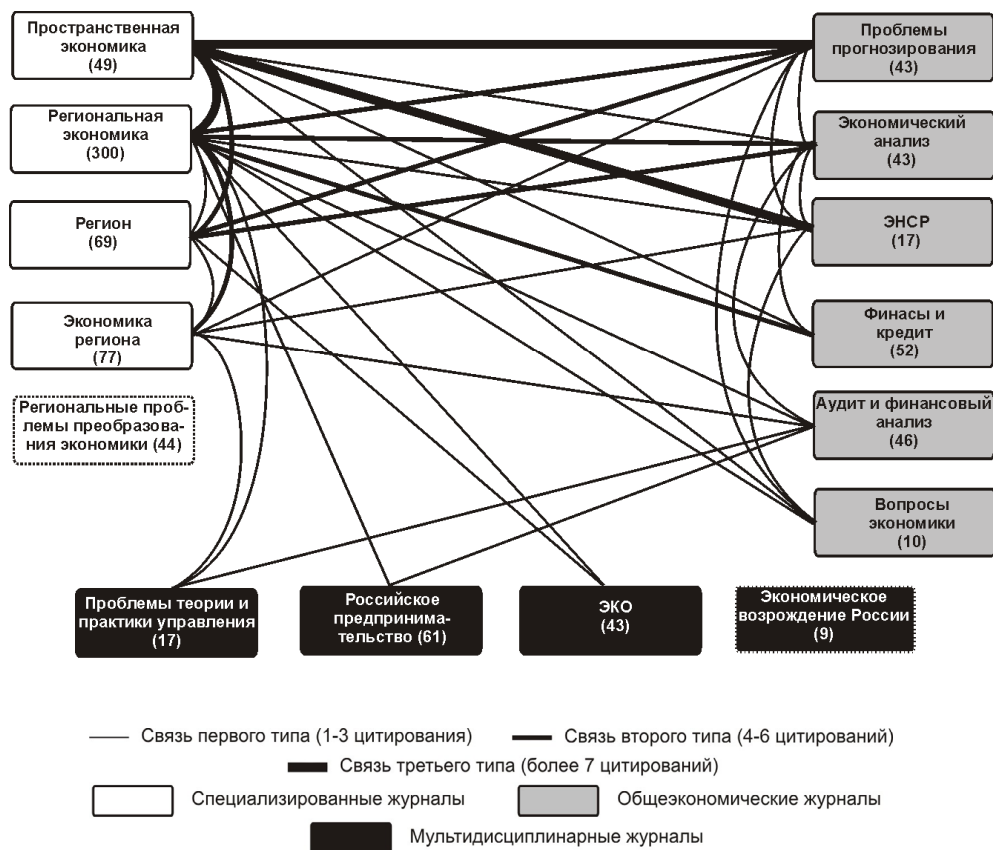 Пространственная
экономика
(49)
Региональная
экономика
(300)
Регион
(69)
Экономика
региона
(77)
Региональные проб-
лемы преобразова-
ния экономики (44)
Проблемы
прогнозирования
(43)
Экономический
анализ
(43)
ЭНСР
(17)
Финасы и
кредит
(52)
Аудит и финансовый
анализ
(46)
Вопросы
экономики
(10)
Проблемы теории и
практики управления
(17)
Российское
предпринима-
тельство (61)
ЭКО
(43)
Экономическое
возрождение России
(9)
Связь первого типа (1-3 цитирования)
Связь второго типа (4-6 цитирований)
Связь третьего типа (более 7 цитирований)
Специализированные журналы
Общеэкономические журналы
Мультидисциплинарные журналы